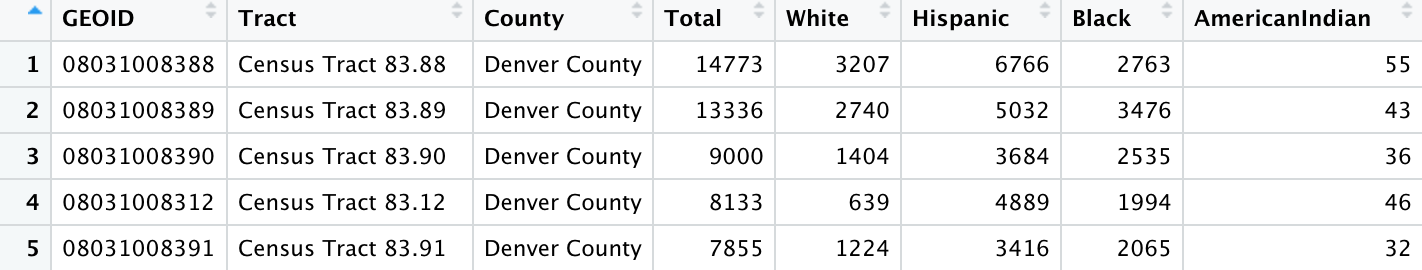 GEOID Tract County Total White Hispanic Black AmericanIndian
1 08031008388 Census Tract 83.88 Denver County 14773 3207 6766 2763 55
2 08031008389 Census Tract 83.89 Denver County 13336 2740 5032 3476 43
3 08031008390 Census Tract 83.90 Denver County 9000 1404 3684 2535 36
4 08031008312 Census Tract 83.12 Denver County 8133 639 4889 1994 46
5 08031008391 Census Tract 83.91 Denver County 7855 1224 3416 2065 32